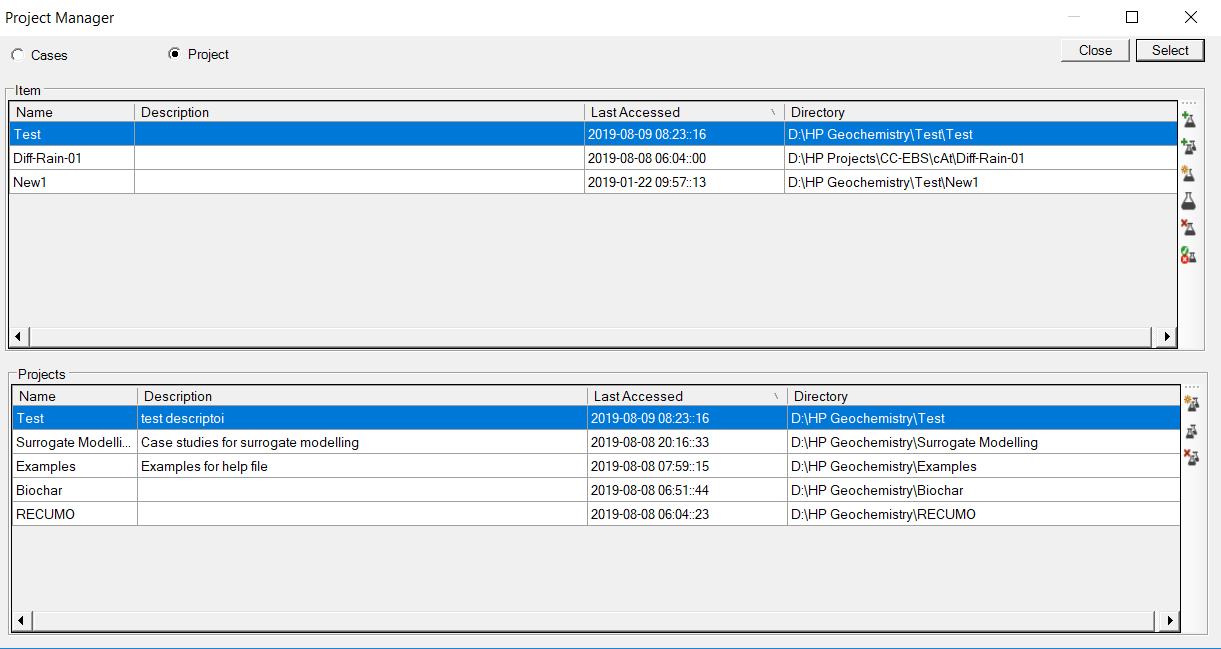 Project Manager
Cases Project Close Select
Item
Name Description Last Accessed Directory
Test 2019-08-09 08:23::16 D:\HP Geochemistry\Test\Test
Diff-Rain-01 2019-08-08 06:04::00 D:\HP Projects\CC-EBS\cAt\Diff-Rain-01
New1 2019-01-22 09:57::13 D:\HP Geochemistry\Test\New1
Projects
Name Description Last Accessed Directory
Test test descriptoi 2019-08-09 08:23::16 D:\HP Geochemistry\Test
Surrogate Modelli... Case studies for surrogate modelling 2019-08-08 20:16::33 D:\HP Geochemistry\Surrogate Modelling
Examples Examples for help file 2019-08-08 07:59::15 D:\HP Geochemistry\Examples
Biochar 2019-08-08 06:51::44 D:\HP Geochemistry\Biochar
RECUMO 2019-08-08 06:04::23 D:\HP Geochemistry\RECUMO